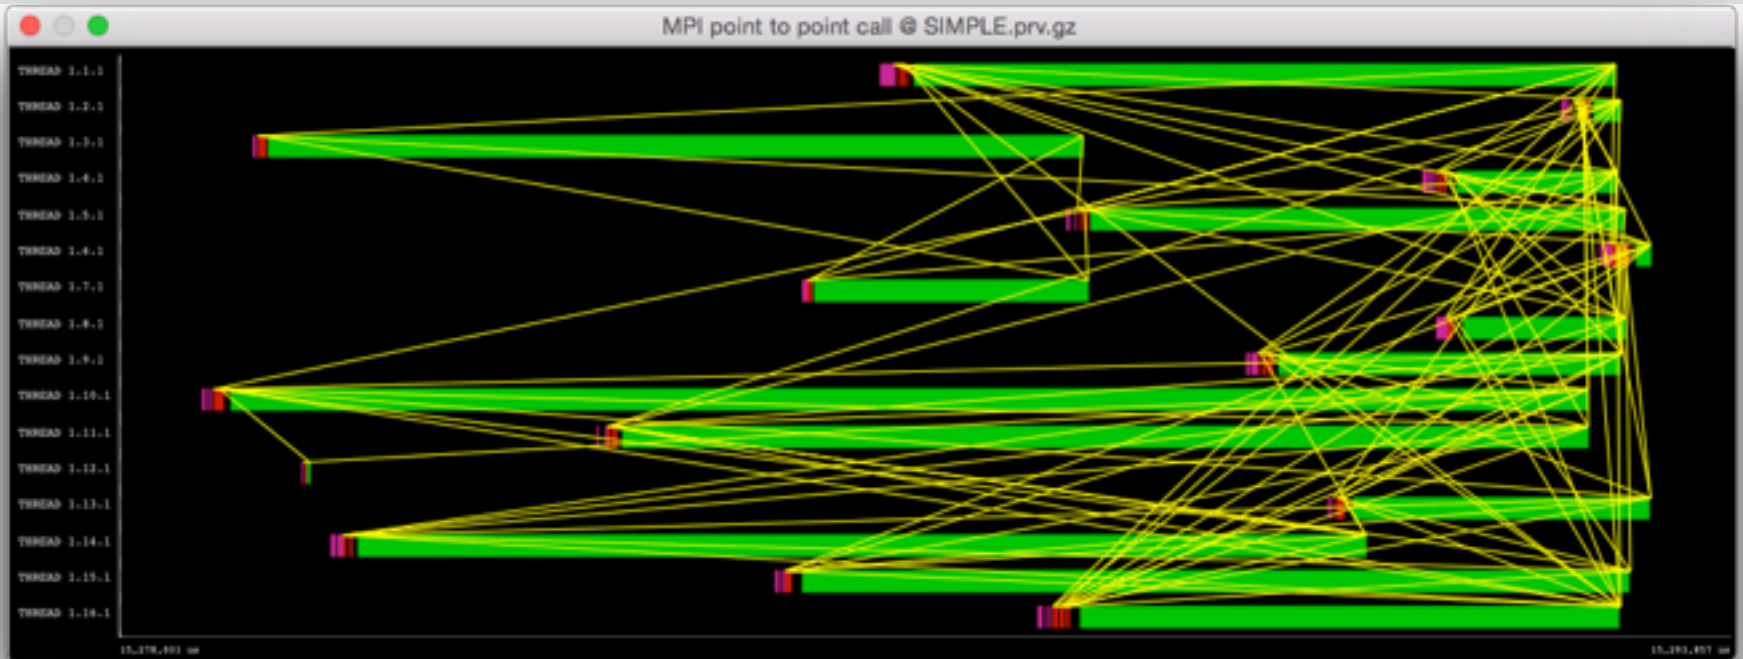 MPI point to point call @ SIMPLE.prv.gz
THREAD 1.1.1
THREAD 1.2.1
THREAD 1.3.1
THREAD 1.4.1
THREAD 1.5.1
THREAD 1.6.1
THREAD 1.7.1
THREAD 1.8.1
THREAD 1.9.1
THREAD 1.10.1
THREAD 1.11.1
THREAD 1.12.1
THREAD 1.13.1
THREAD 1.14.1
THREAD 1.15.1
THREAD 1.16.1
us
us